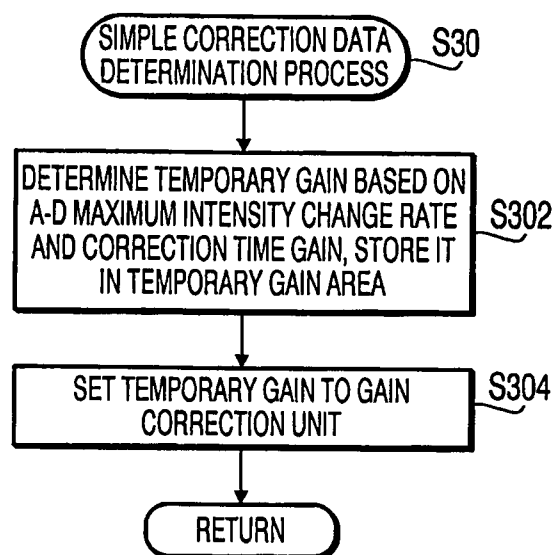 SIMPLE CORRECTION DATA
DETERMINATION PROCESS
S30
DETERMINE TEMPORARY GAIN BASED ON
A-D MAXIMUM INTENSITY CHANGE RATE
AND CORRECTION TIME GAIN, STORE IT
IN TEMPORARY GAIN AREA
S302
SET TEMPORARY GAIN TO GAIN
CORRECTION UNIT
S304
RETURN